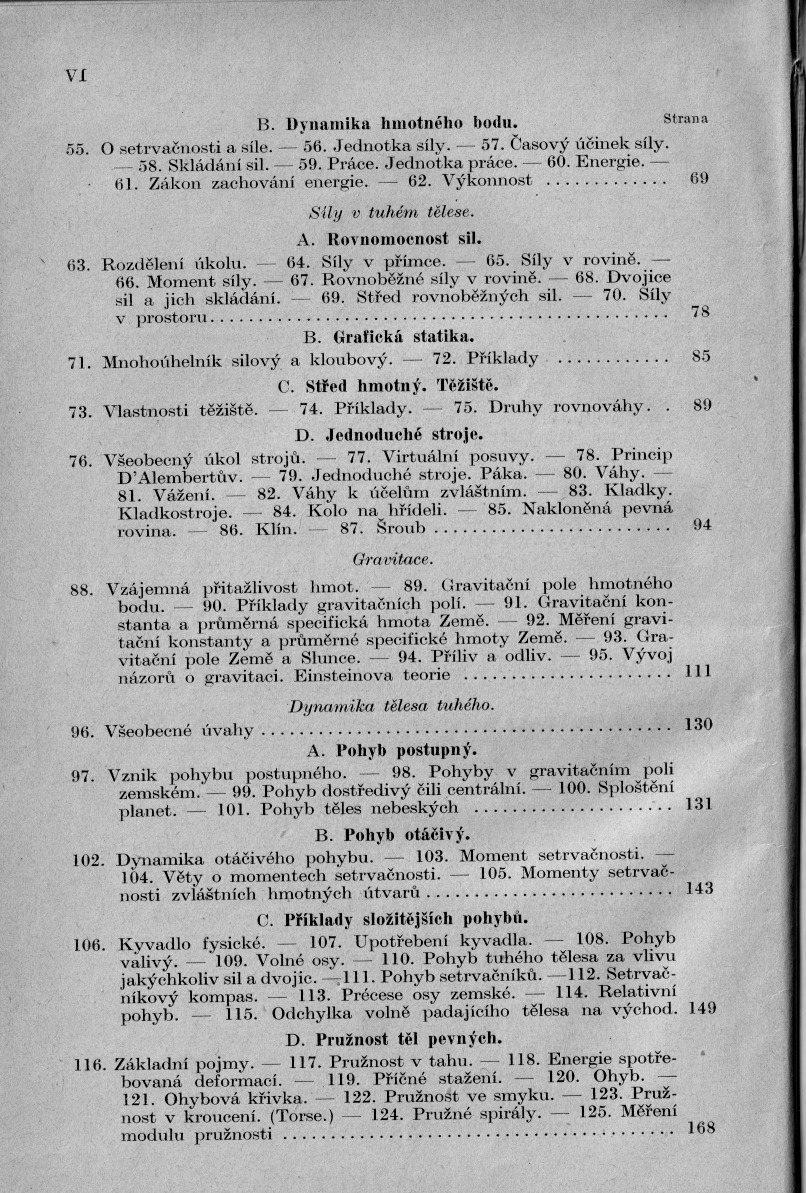 VI
B. Dynamika hmotného bodu. Strana
55. O setrvačnosti a síle. — 56. Jednotka síly. — 57. Časový účinek síly.
— 58. Skládání sil. — 59. Práce. Jednotka práce. — 60. Energie. —
61. Zákon zachování energie. — 62. Výkonnost ............. 69
Síly v tuhém tělese.
A. Rovnomocnost sil.
63. Rozdělení úkolu. — 64. Síly v přímce. — 65. Síly v rovině. —
66. Moment síly. — 67. Rovnoběžné síly v rovině. — 68. Dvojice
sil a jich skládání. — 69. Střed rovnoběžných sil. — 70. Síly
v prostoru ............................................... 78
B. Grafická statika.
71. Mnohoúhelník silový a kloubový. — 72. Příklady ............ 85
C. Střed hmotný. Těžiště.
73. Vlastnosti těžiště. — 74. Příklady. — 75. Druhy rovnováhy. . 89
D. Jednoduché stroje.
76. Všeobecný úkol strojů. — 77. Virtuální posuvy. — 78. Princip
D'Alembertův. — 79. Jednoduché stroje. Páka. — 80. Váhy. —
81. Vážení. — 82. Váhy k účelům zvláštním. — 83. Kladky.
Kladkostroje. — 84. Kolo na hřídeli. — 85. Nakloněná pevná
rovina. — 86. Klín. — 87. Šroub .......................... 94
Gravitace.
88. Vzájemná přitažlivost hmot. — 89. Gravitační pole hmotného
bodu. — 90. Příklady gravitačních polí. — 91. Gravitační kon-
stanta a průměrná specifická hmota Země. — 92. Měření gravi-
tační konstanty a průměrné specifické hmoty Země. — 93. Gra-
vitační pole Země a Slunce. — 94. Příliv a odliv. — 95. Vývoj
názorů o gravitaci. Einsteinova teorie ...................... 111
Dynamika tělesa tuhého.
96. Všeobecné úvahy .......................................... 130
A. Pohyb postupný.
97. Vznik pohybu postupného. — 98. Pohyby v gravitačním poli
zemském. — 99. Pohyb dostředivý čili centrální. — 100. Sploštění
planet. — 101. Pohyb těles nebeských ..................... 131
B. Pohyb otáčivý.
102. Dynamika otáčivého pohybu. — 103. Moment setrvačnosti. —
104. Věty o momentech setrvačnosti. — 105. Momenty setrvač-
nosti zvláštních hmotných útvarů ......................... 143
C. Příklady složitějších pohybů.
106. Kyvadlo fysické. — 107. Upotřebení kyvadla. — 108. Pohyb
valivý. — 109. Volné osy. — 110. Pohyb tuhého tělesa za vlivu
jakýchkoliv sil a dvojic. — 111. Pohyb setrvačníků. — 112. Setrvač-
níkový kompas. — 113. Précese osy zemské. — 114. Relativní
pohyb. — 115. Odchylka volně padajícího tělesa na východ. 149
D. Pružnost těl pevných.
116. Základní pojmy. — 117. Pružnost v tahu. — 118. Energie spotře-
bovaná deformací. — 119. Příčné stažení. — 120. Ohyb. —
121. Ohybová křivka. — 122. Pružnost ve smyku. — 123. Pruž-
nost v kroucení. (Torse.) — 124. Pružné spirály. — 125. Měření
modulu pružnosti ......................................... 168